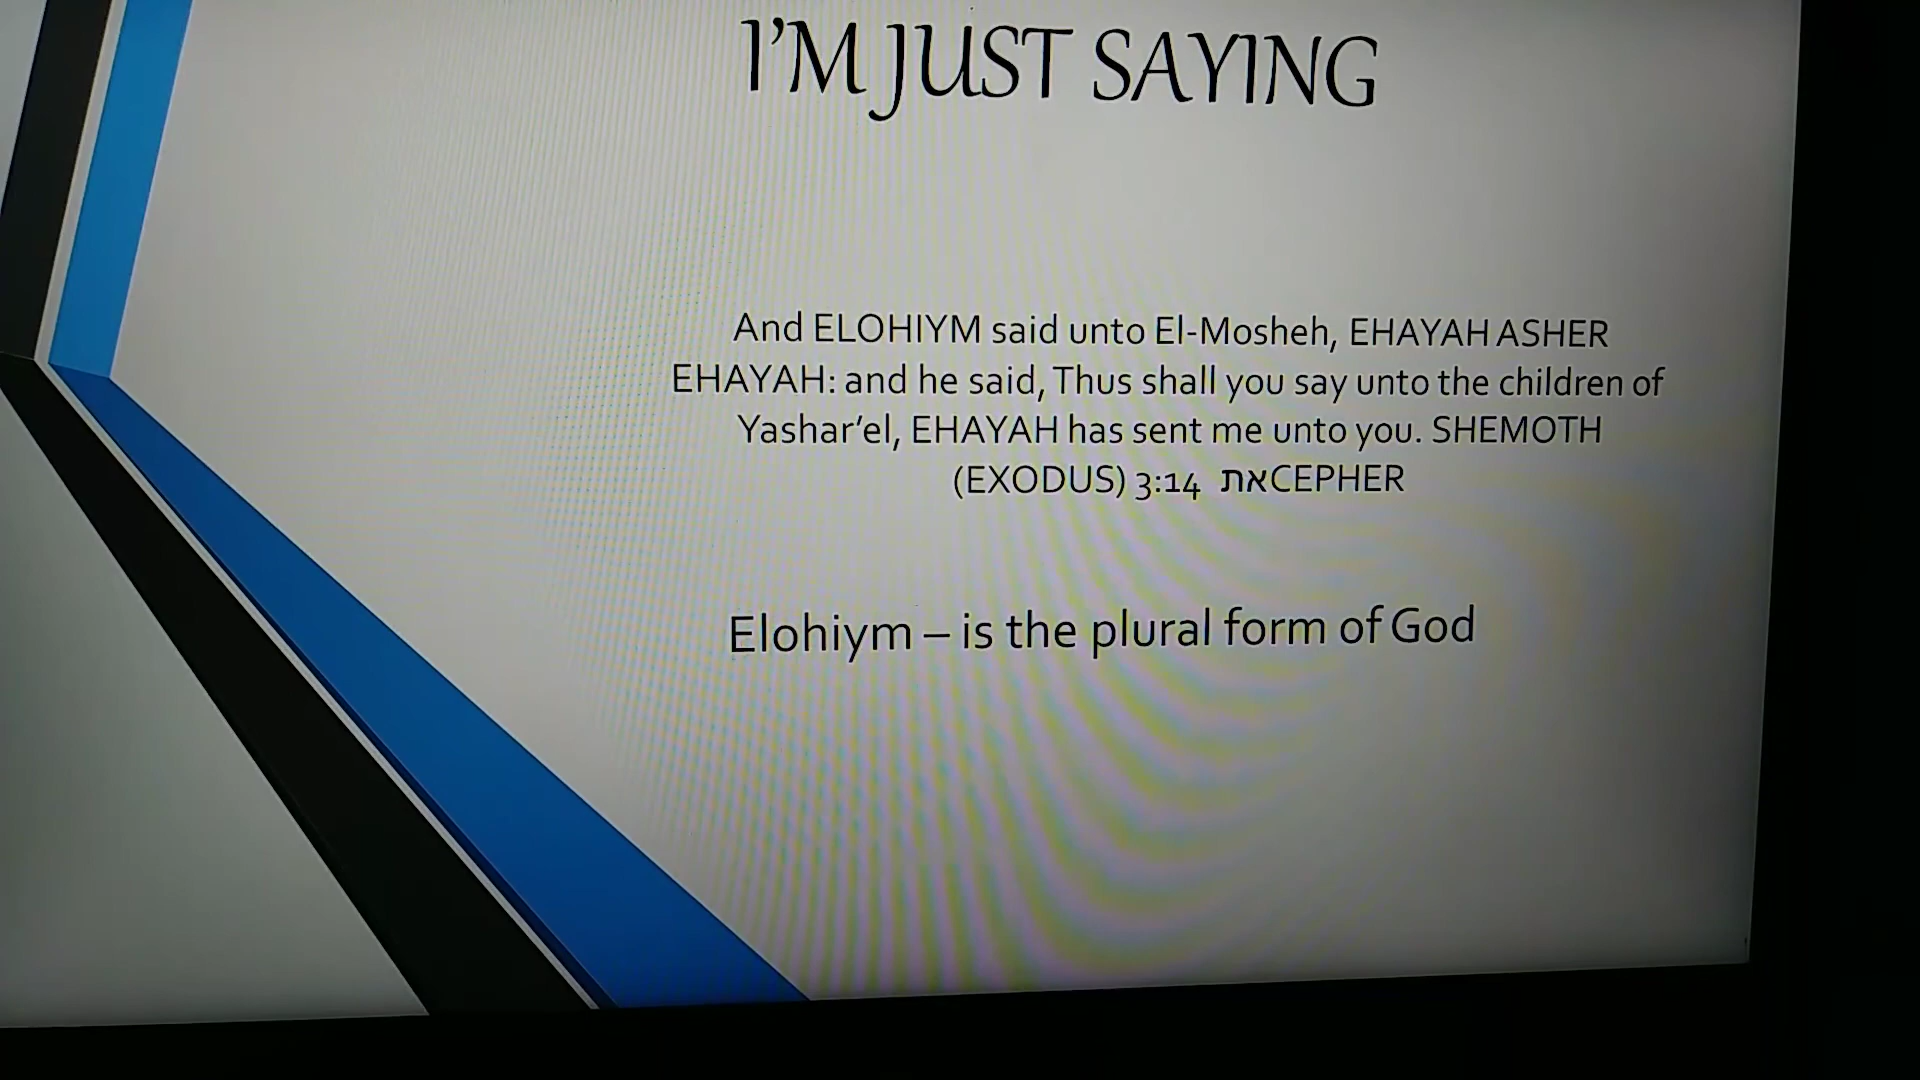 I'M JUST SAYING
And ELOHIYM said unto El-Mosheh, EHAYAH ASHER
EHAYAH: and he said, Thus shall you say unto the children of
Yashar'el, EHAYAH has sent me unto you. SHEMOTH
(EXODUS) 3:14 את CEPHER
Elohiym – is the plural form of God